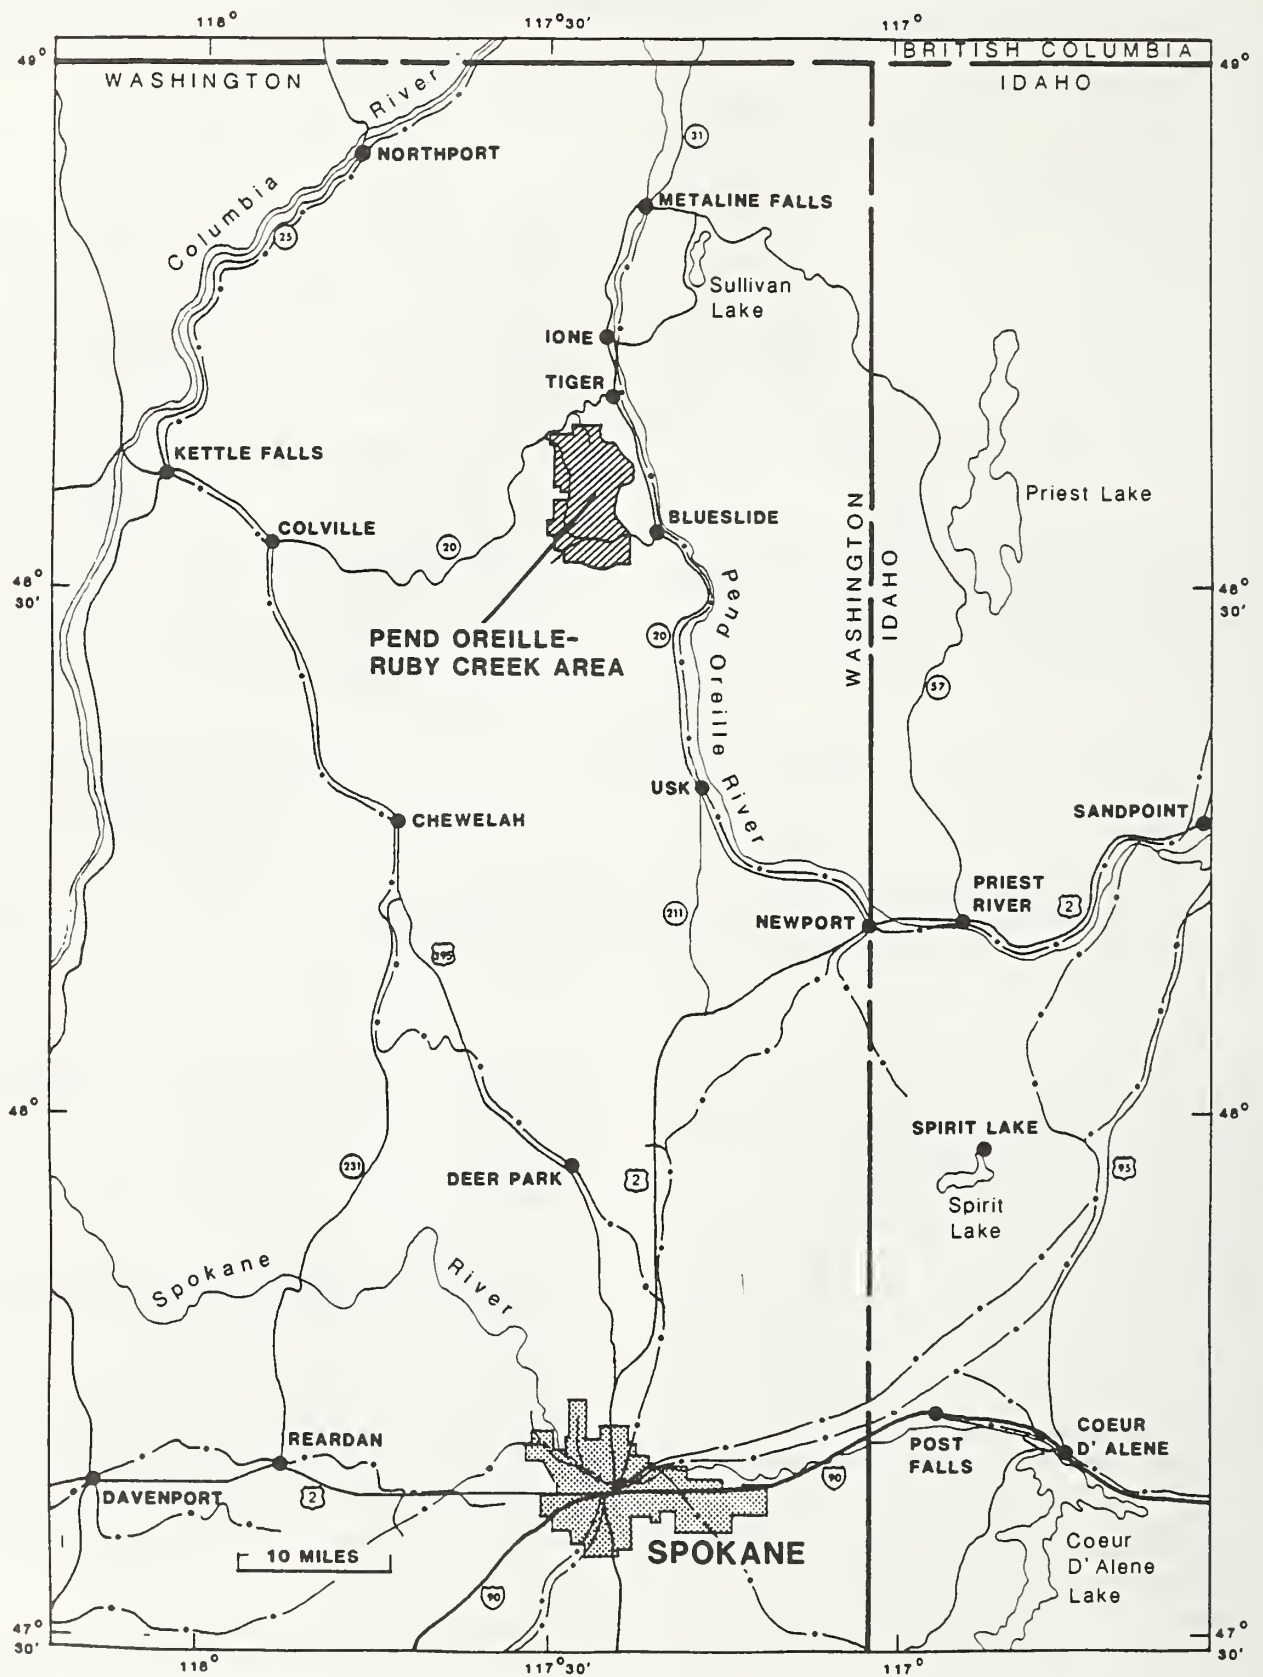 118° 117°30' 117°
49° BRITISH COLUMBIA 49°
WASHINGTON IDAHO
River
31
NORTHPORT
Columbia
METALINE FALLS
25
Sullivan
Lake
IONE
TIGER
KETTLE FALLS
Priest Lake
BLUESLIDE
COLVILLE
20
WASHINGTON
IDAHO
48°
30'
48°
30'
PEND OREILLE-
RUBY CREEK AREA
20
Pend Oreille River
57
USK
SANDPOINT
CHEWELAH
PRIEST
RIVER
2
211
NEWPORT
395
48° 48°
SPIRIT LAKE
231
95
DEER PARK
2
Spirit
Lake
Spokane River
REARDAN
COEUR
D'ALENE
POST
FALLS
90
DAVENPORT
2
10 MILES
SPOKANE
Coeur
D'Alene
Lake
90
47°
30'
47°
30'
118° 117°30' 117°